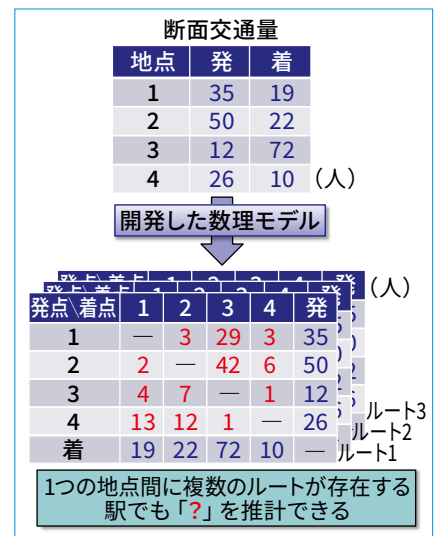 断面交通量
地点 発 着
1 35 19
2 50 22
3 12 72
4 26 10 (人)
開発した数理モデル
(人)
発点\着点 1 2 3 4 発
1 — 3 29 3 35
2 2 — 42 6 50
3 4 7 — 1 12
4 13 12 1 — 26
着 19 22 72 10 —
ルート3
ルート2
ルート1
1つの地点間に複数のルートが存在する
駅でも「?」を推計できる